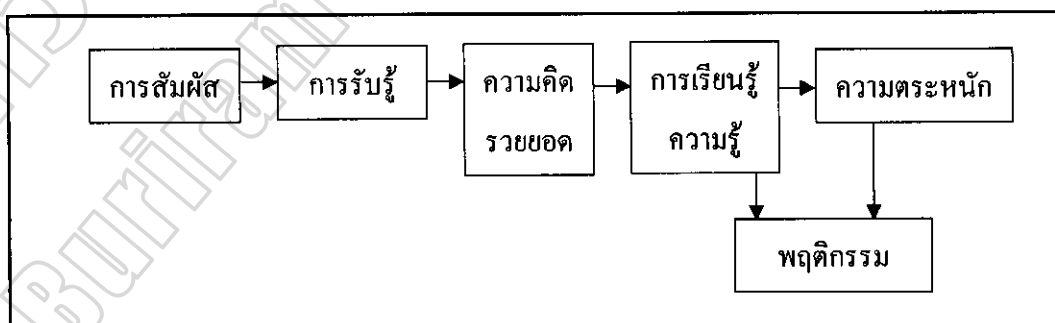 การสัมผัส
การรับรู้
ความคิด
รวยยอด
การเรียนรู้
ความรู้
ความตระหนัก
พฤติกรรม
Buriram